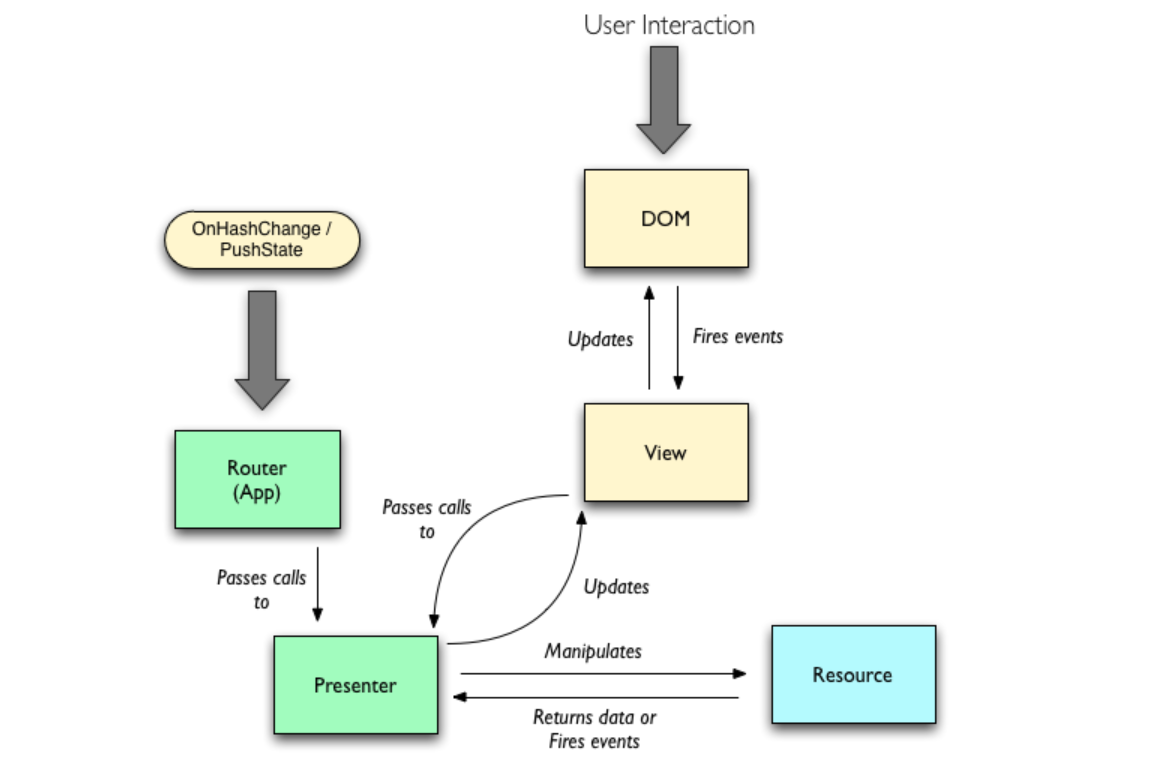 User Interaction
DOM
OnHashChange /
PushState
Updates
Fires events
Router
(App)
View
Passes calls
to
Passes calls
to
Updates
Manipulates
Presenter
Resource
Returns data or
Fires events